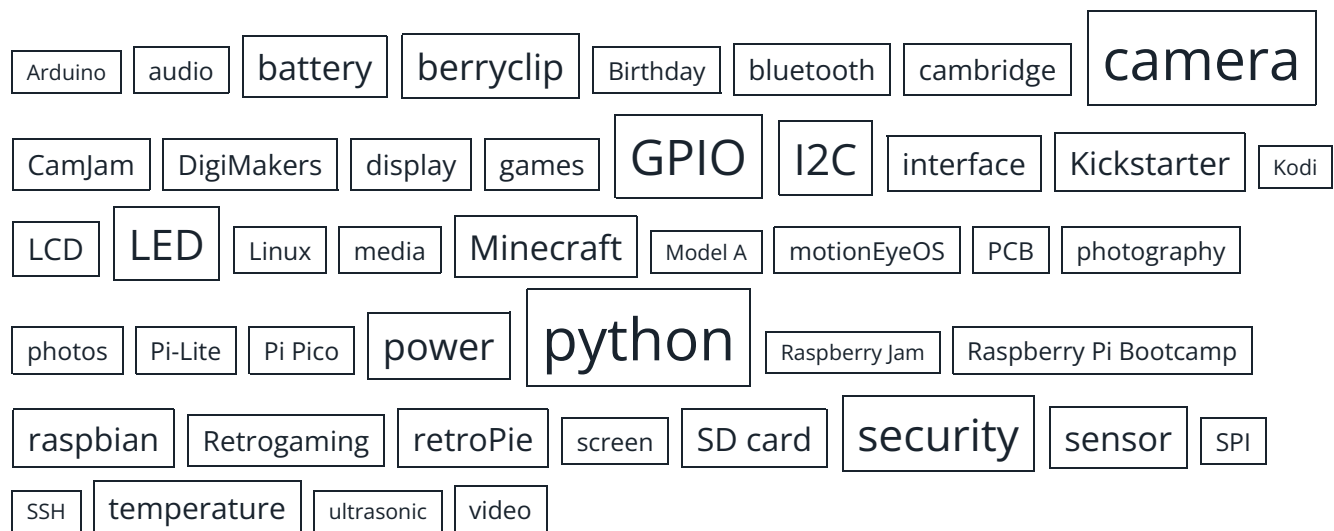 Arduino audio battery berryclip Birthday bluetooth cambridge camera
CamJam DigiMakers display games GPIO I2C interface Kickstarter Kodi
LCD LED Linux media Minecraft Model A motionEyeOS PCB photography
photos Pi-Lite Pi Pico power python Raspberry Jam Raspberry Pi Bootcamp
raspbian Retrogaming retroPie screen SD card security sensor SPI
SSH temperature ultrasonic video